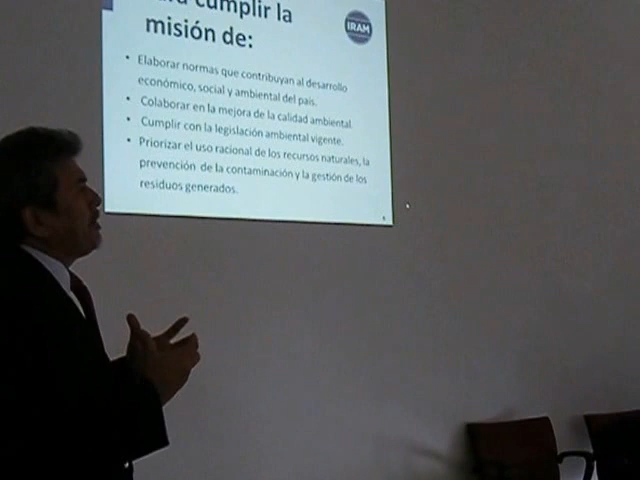 cumplir la
misión de:
IRAM
• Elaborar normas que contribuyan al desarrollo
económico, social y ambiental del país.
• Colaborar en la mejora de la calidad ambiental.
• Cumplir con la legislación ambiental vigente.
• Priorizar el uso racional de los recursos naturales, la
prevención de la contaminación y la gestión de los
residuos generados.